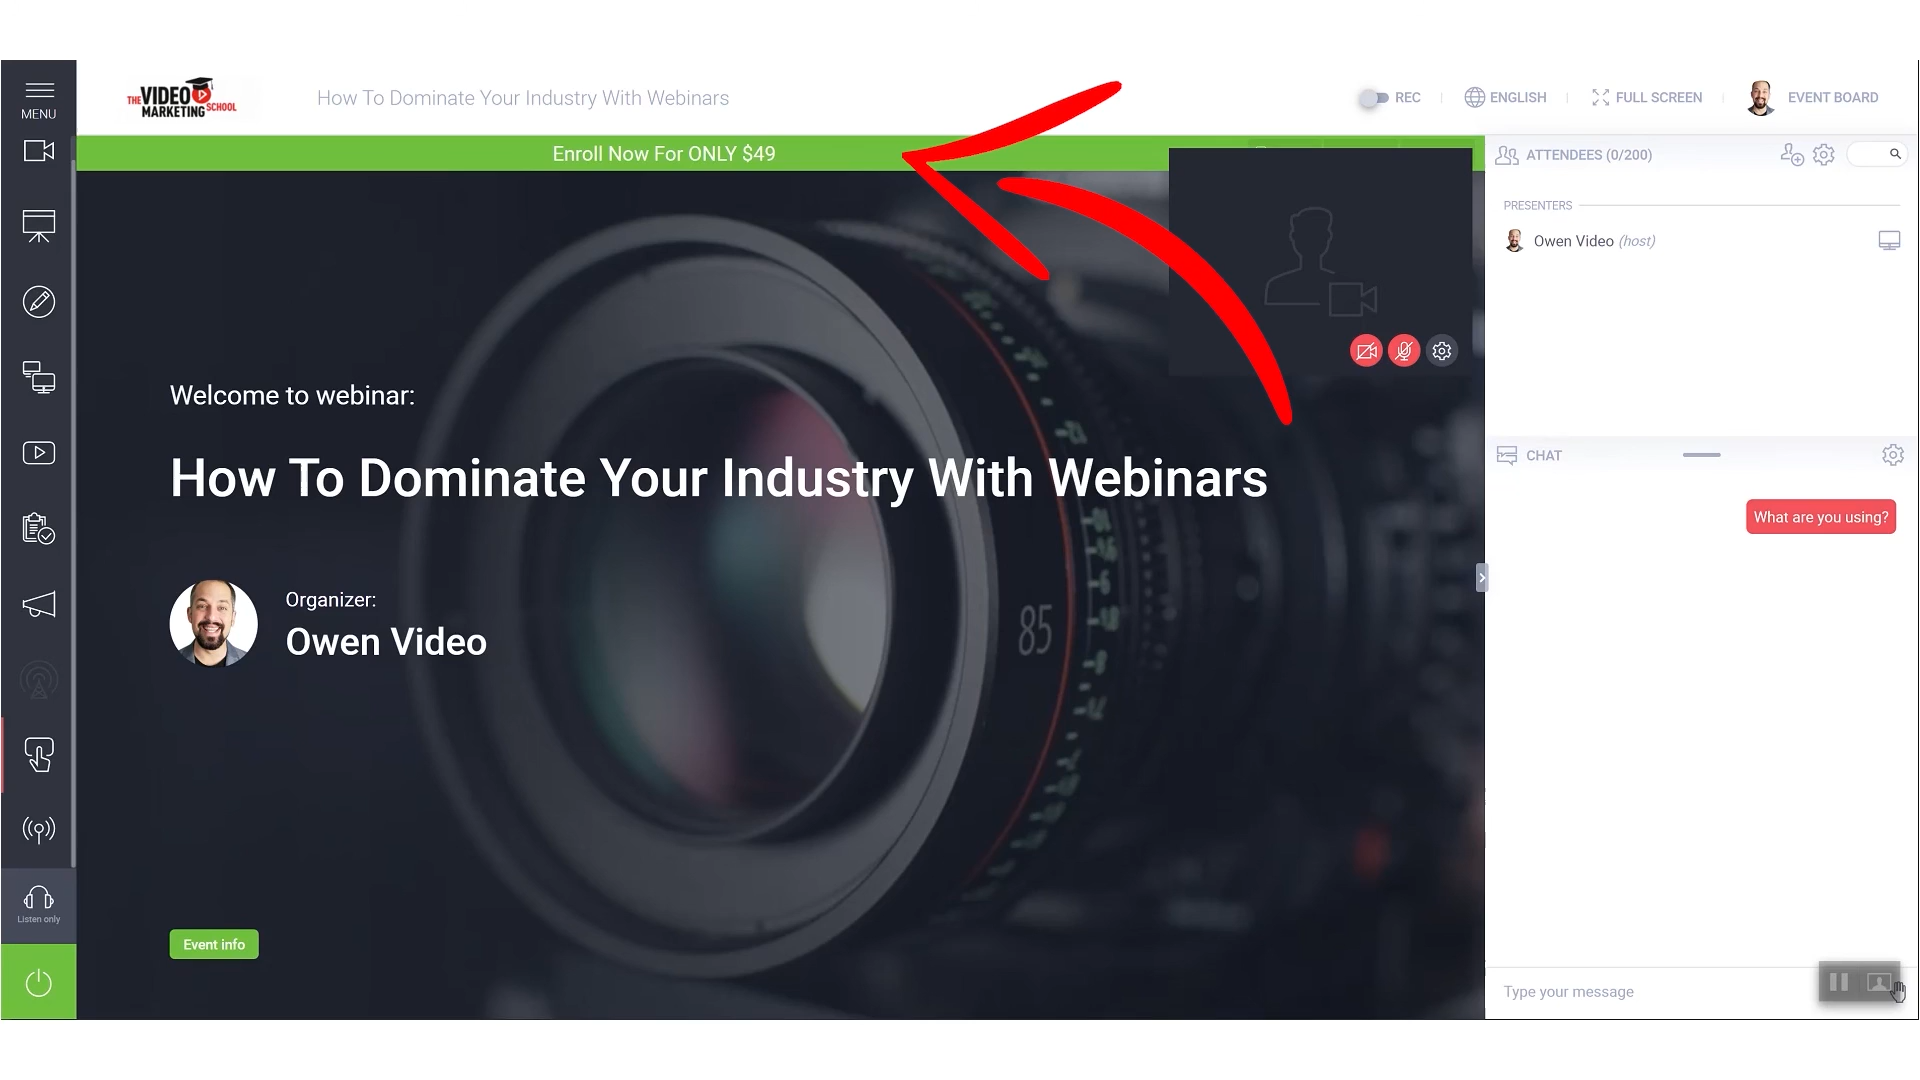 MENU
THE VIDEO MARKETING SCHOOL
How To Dominate Your Industry With Webinars
REC
ENGLISH
FULL SCREEN
EVENT BOARD
Enroll Now For ONLY $49
ATTENDEES (0/200)
PRESENTERS
Owen Video (host)
Welcome to webinar:
How To Dominate Your Industry With Webinars
CHAT
What are you using?
Organizer:
Owen Video
85
Listen only
Event info
Type your message